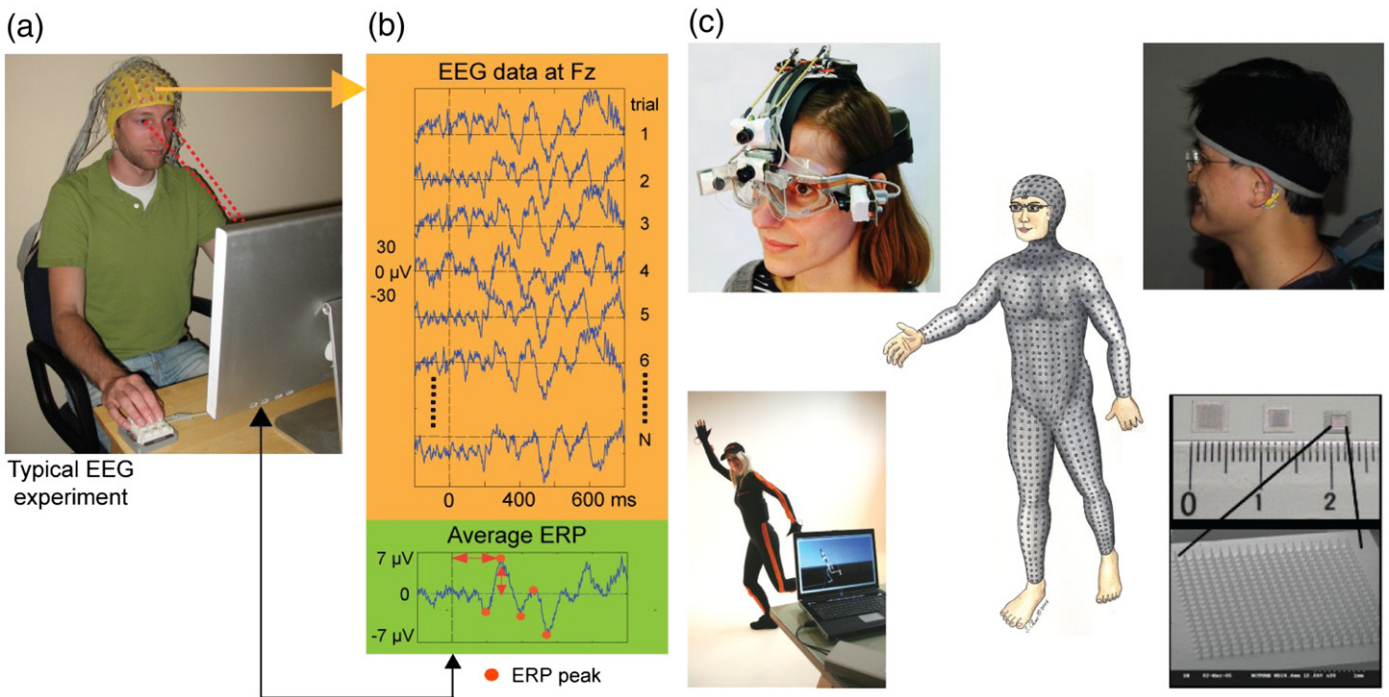 (a)
(b)
(c)
EEG data at Fz
trial
1
2
3
30
0 µV
-30
4
5
6
N
0 400 600 ms
Average ERP
7 µV
0
-7 µV
ERP peak
Typical EEG
experiment
0 1 2
1mm